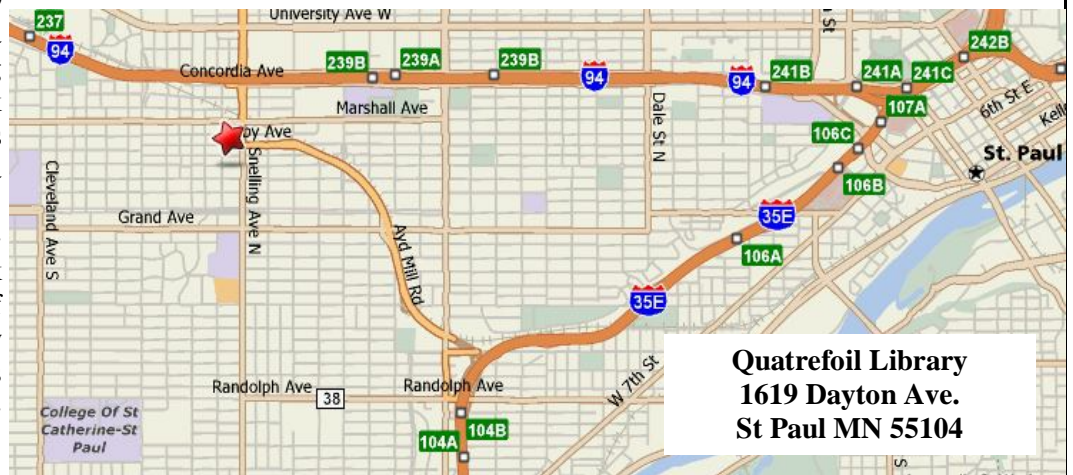 University Ave W
237
94
242B
239B
239A
239B
Concordia Ave
94
94
241B
241A
241C
107A
Marshall Ave
Dale St N
6th St E
106C
St. Paul
Snelling Ave N
106B
Cleveland Ave S
Grand Ave
35E
Ayd Mill Rd
106A
35E
W 7th St
Quatrefoil Library
1619 Dayton Ave.
St Paul MN 55104
Randolph Ave
38
Randolph Ave
College Of St
Catherine-St
Paul
104B
104A